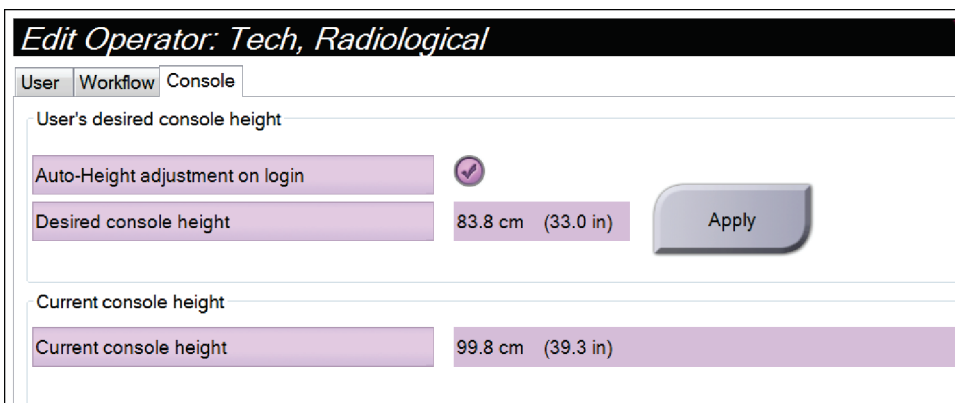 Edit Operator: Tech, Radiological
User Workflow Console
User's desired console height
Auto-Height adjustment on login
Desired console height 83.8 cm (33.0 in) Apply
Current console height
Current console height 99.8 cm (39.3 in)